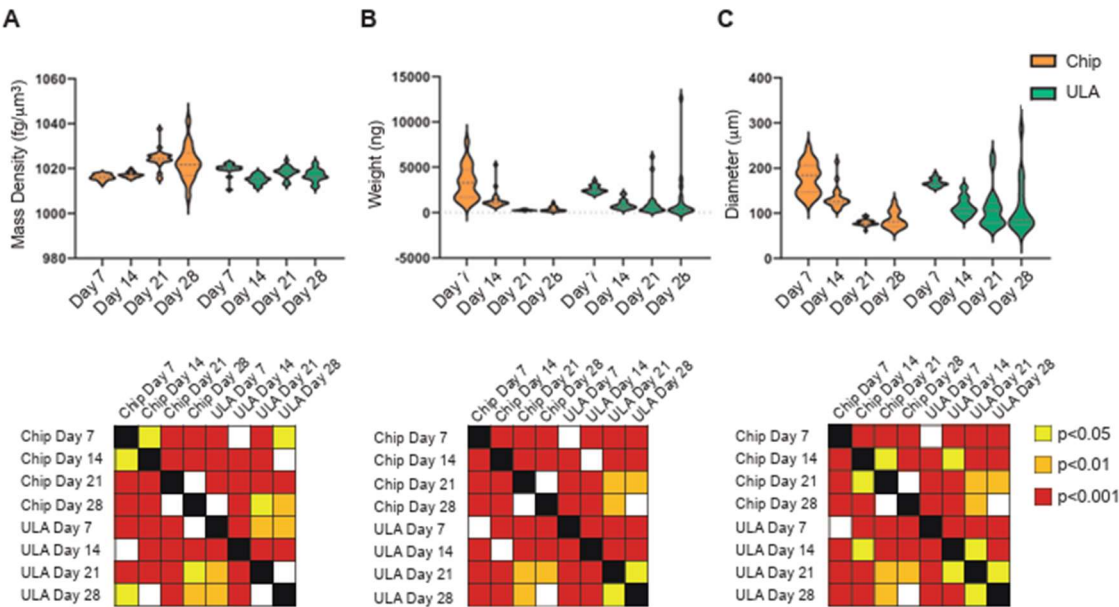 A
B
C
Chip
ULA
Mass Density (fg/μm³)
1060
1040
1020
1000
980
Day 7
Day 14
Day 21
Day 28
Day 7
Day 14
Day 21
Day 28
Weight (ng)
15000
10000
5000
0
-5000
Day 7
Day 14
Day 21
Day 28
Day 7
Day 14
Day 21
Day 28
Diameter (μm)
400
300
200
100
0
Day 7
Day 14
Day 21
Day 28
Day 7
Day 14
Day 21
Day 28
Chip Day 7
Chip Day 14
Chip Day 21
Chip Day 28
ULA Day 7
ULA Day 14
ULA Day 21
ULA Day 28
Chip Day 7
Chip Day 14
Chip Day 21
Chip Day 28
ULA Day 7
ULA Day 14
ULA Day 21
ULA Day 28
Chip Day 7
Chip Day 14
Chip Day 21
Chip Day 28
ULA Day 7
ULA Day 14
ULA Day 21
ULA Day 28
Chip Day 7
Chip Day 14
Chip Day 21
Chip Day 28
ULA Day 7
ULA Day 14
ULA Day 21
ULA Day 28
Chip Day 7
Chip Day 14
Chip Day 21
Chip Day 28
ULA Day 7
ULA Day 14
ULA Day 21
ULA Day 28
Chip Day 7
Chip Day 14
Chip Day 21
Chip Day 28
ULA Day 7
ULA Day 14
ULA Day 21
ULA Day 28
p<0.05
p<0.01
p<0.001